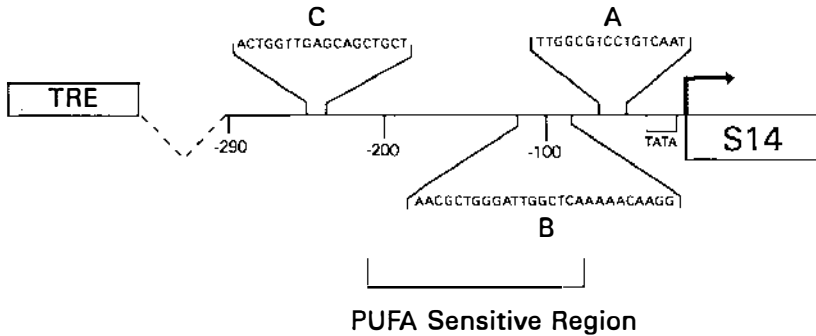 C
A
ACTGGTTGAGCAGCTGCT
TTGGCGTCCTGTCAAT
TRE
S14
-290
-200
-100
TATA
AACGCTGGGATTGGCTCAAAAACAAGG
B
PUFA Sensitive Region